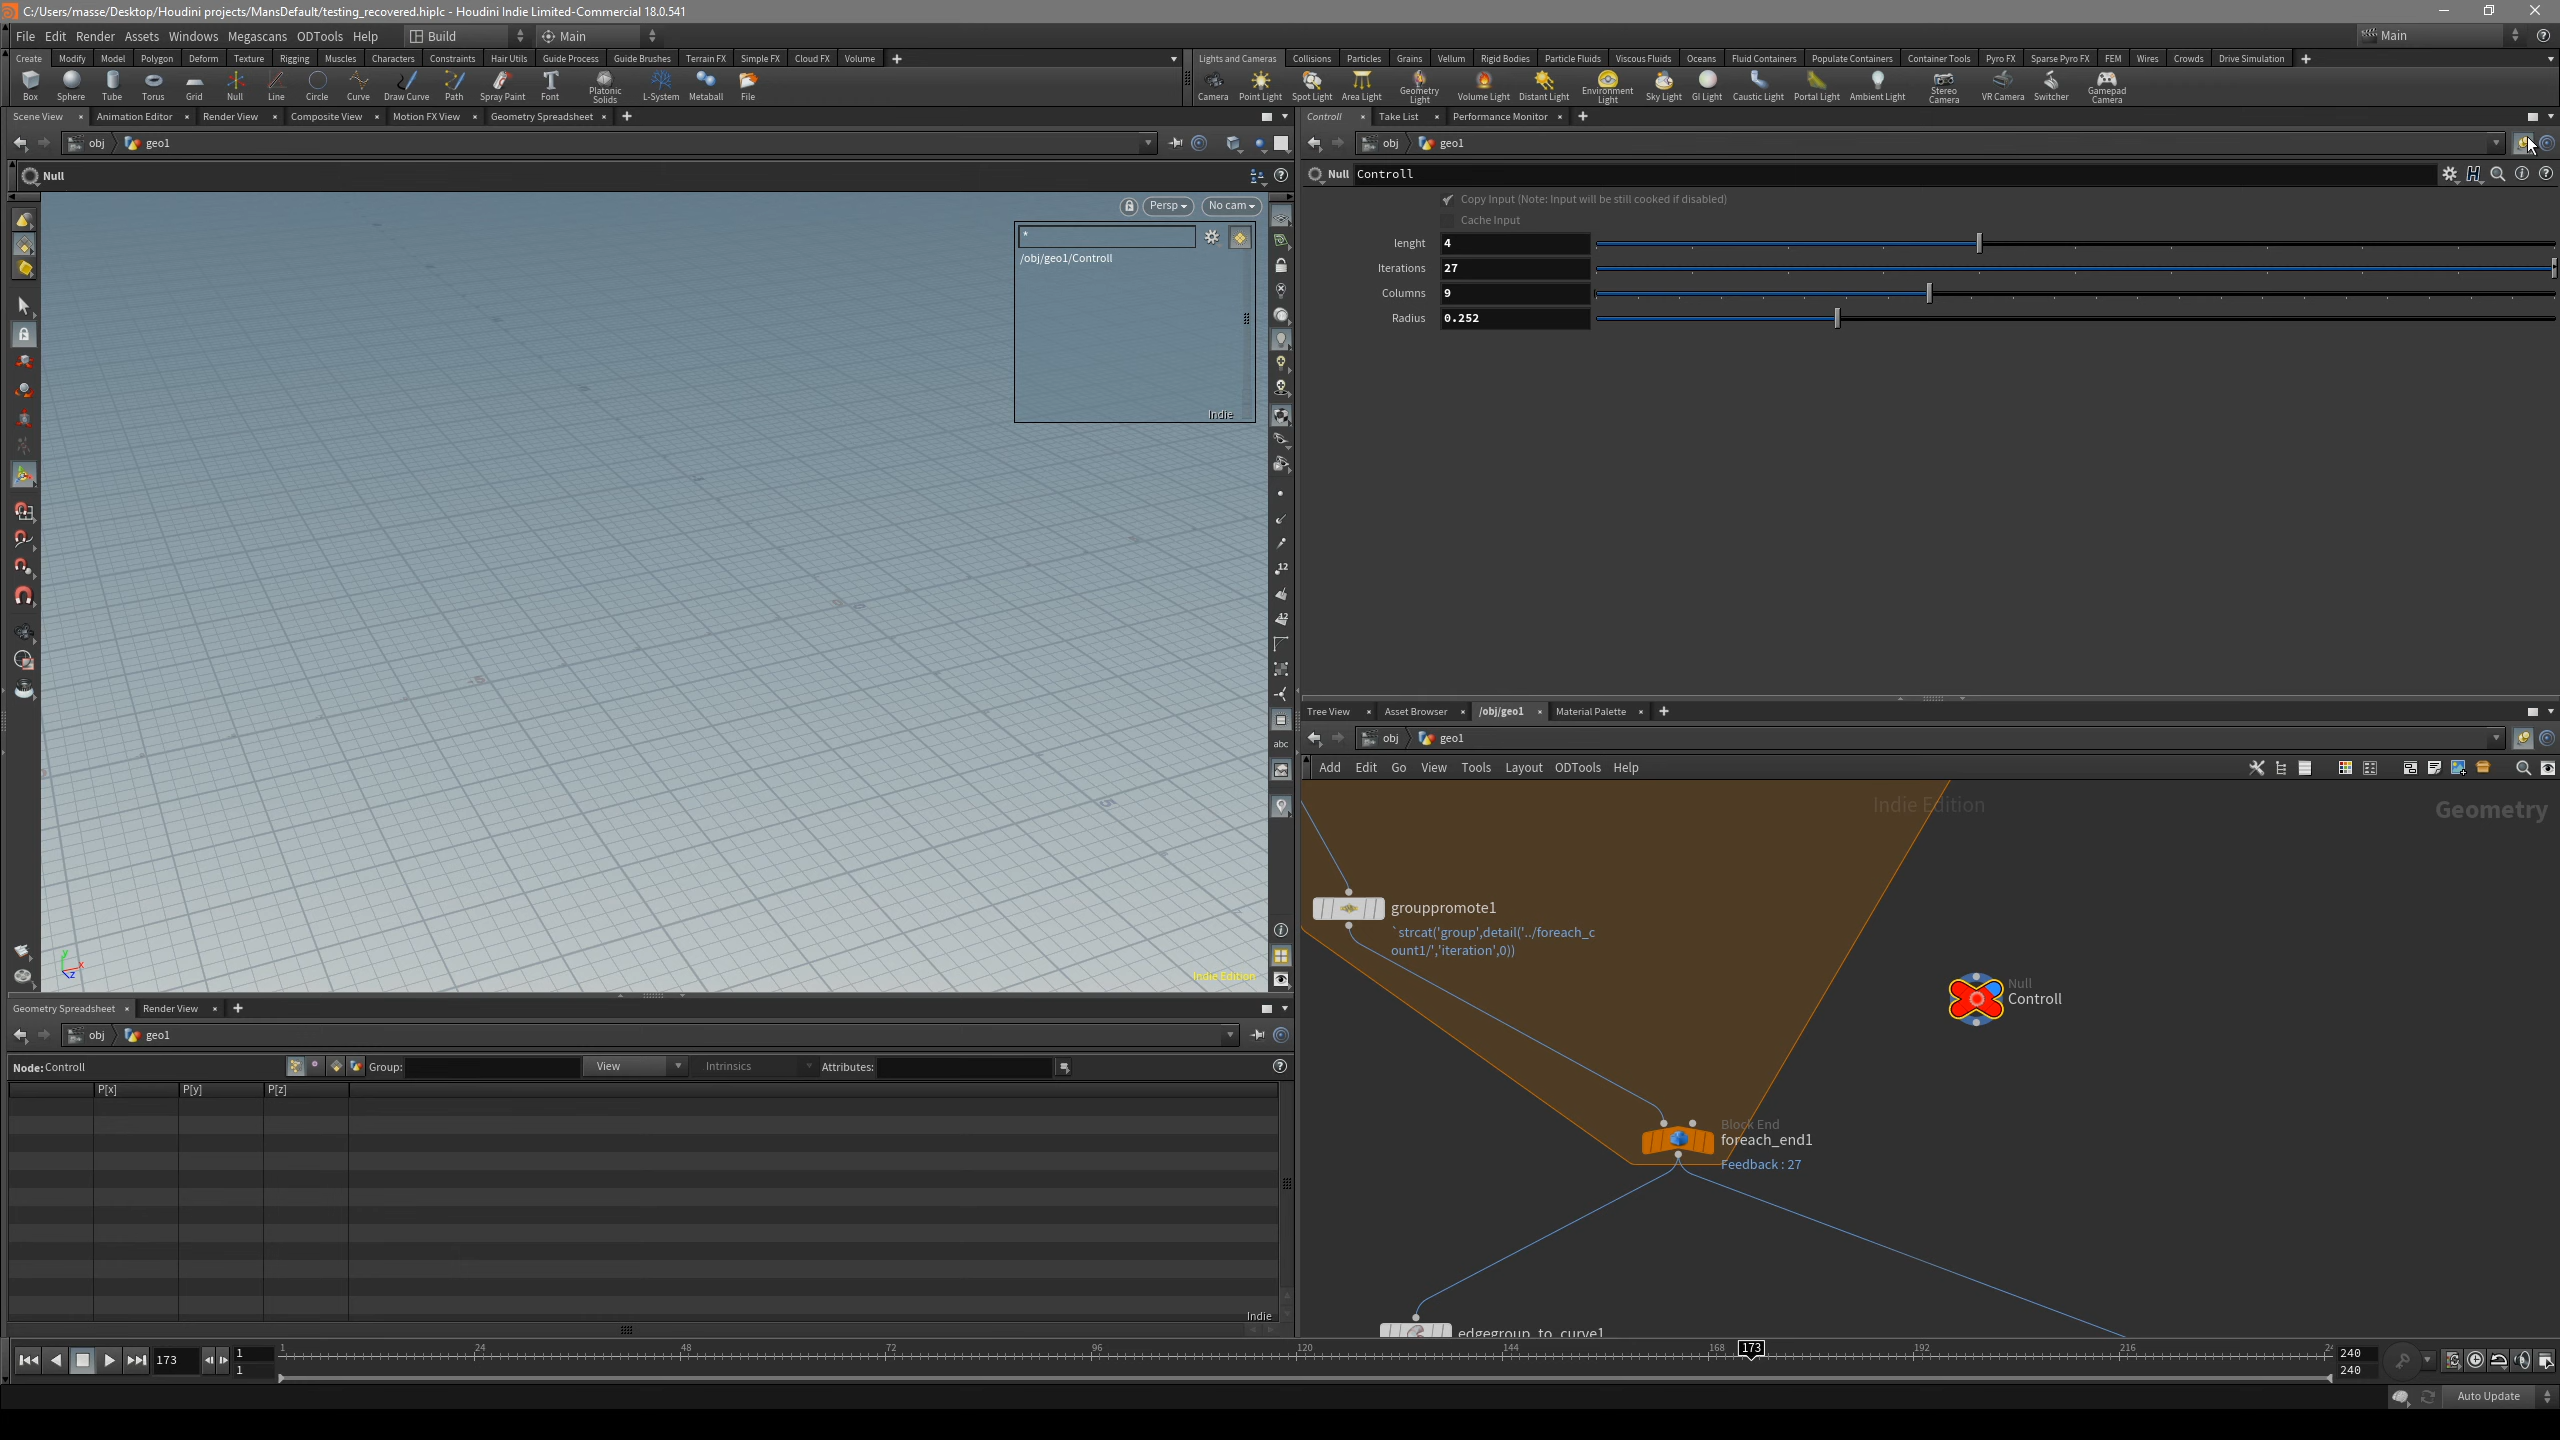 C:/Users/masse/Desktop/Houdini projects/MansDefault/testing_recovered.hiplc - Houdini Indie Limited-Commercial 18.0.541
File Edit Render Assets Windows Megascans ODTools Help Build Main Main
Create Modify Model Polygon Deform Texture Rigging Muscles Characters Constraints Hair Utils Guide Process Guide Brushes Terrain FX Simple FX Cloud FX Volume
Box Sphere Tube Torus Grid Null Line Circle Curve Draw Curve Path Spray Paint Font Platonic Solids L-System Metaball File
Lights and Cameras Collisions Particles Grains Vellum Rigid Bodies Particle Fluids Viscous Fluids Oceans Fluid Containers Populate Containers Container Tools Pyro FX Sparse Pyro FX FEM Wires Crowds Drive Simulation
Camera Point Light Spot Light Area Light Geometry Light Volume Light Distant Light Environment Light Sky Light GI Light Caustic Light Portal Light Ambient Light Stereo Camera VR Camera Switcher Gamepad Camera
Scene View Animation Editor Render View Composite View Motion FX View Geometry Spreadsheet
obj geo1
Null
Persp No cam
*
/obj/geo1/Controll
Indie
12
12
abc
5
5
y
x
z
Indie Edition
Controll Take List Performance Monitor
obj geo1
Null Controll
Copy Input (Note: Input will be still cooked if disabled)
Cache Input
lenght 4
Iterations 27
Columns 9
Radius 0.252
Tree View Asset Browser /obj/geo1 Material Palette
obj geo1
Add Edit Go View Tools Layout ODTools Help
Indie Edition
Geometry
grouppromote1
`strcat('group',detail('../foreach_c
ount1/','iteration',0))
Null
Controll
Block End
foreach_end1
Feedback : 27
edgegroup_to_curve1
Geometry Spreadsheet Render View
obj geo1
Node: Controll Group: View Intrinsics Attributes:
P[x] P[y] P[z]
Indie
173 1 1 24 48 72 96 120 144 168 173 192 216 24 240
1 240
Auto Update